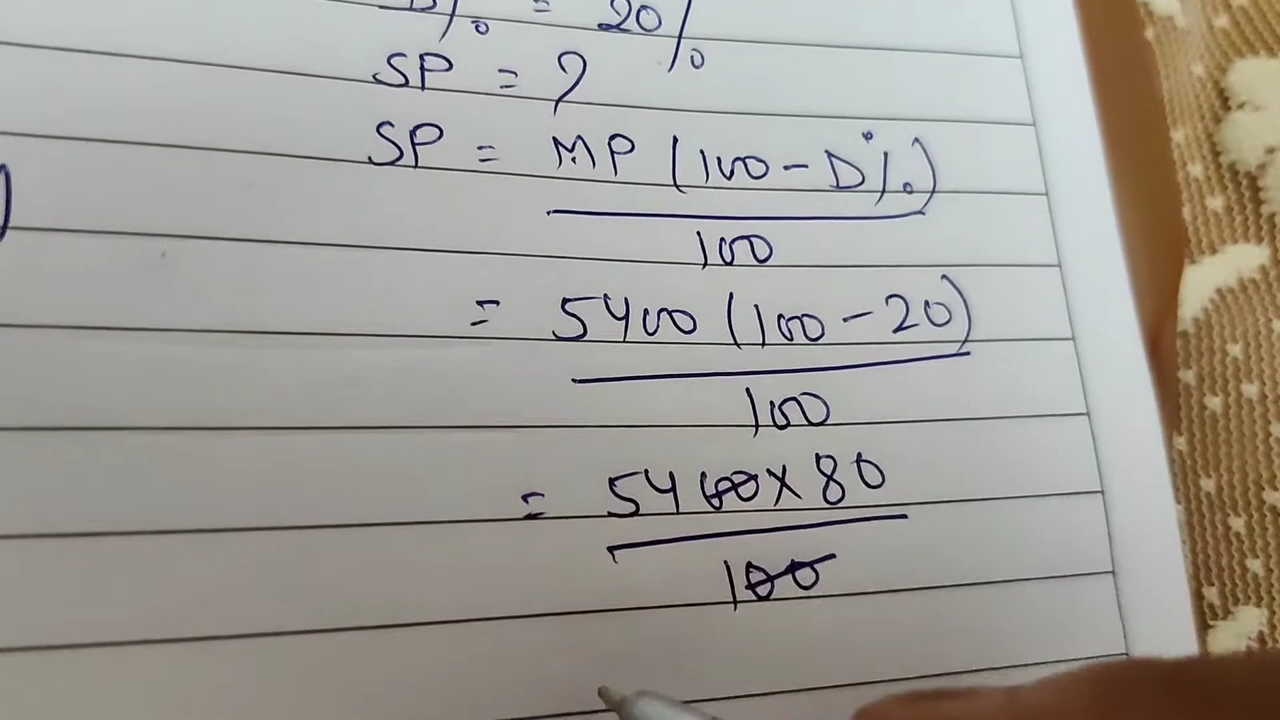 D% = 20%
SP = ?
SP = MP (100 - D%)
100
= 5400 (100 - 20)
100
= 5400 x 80
100